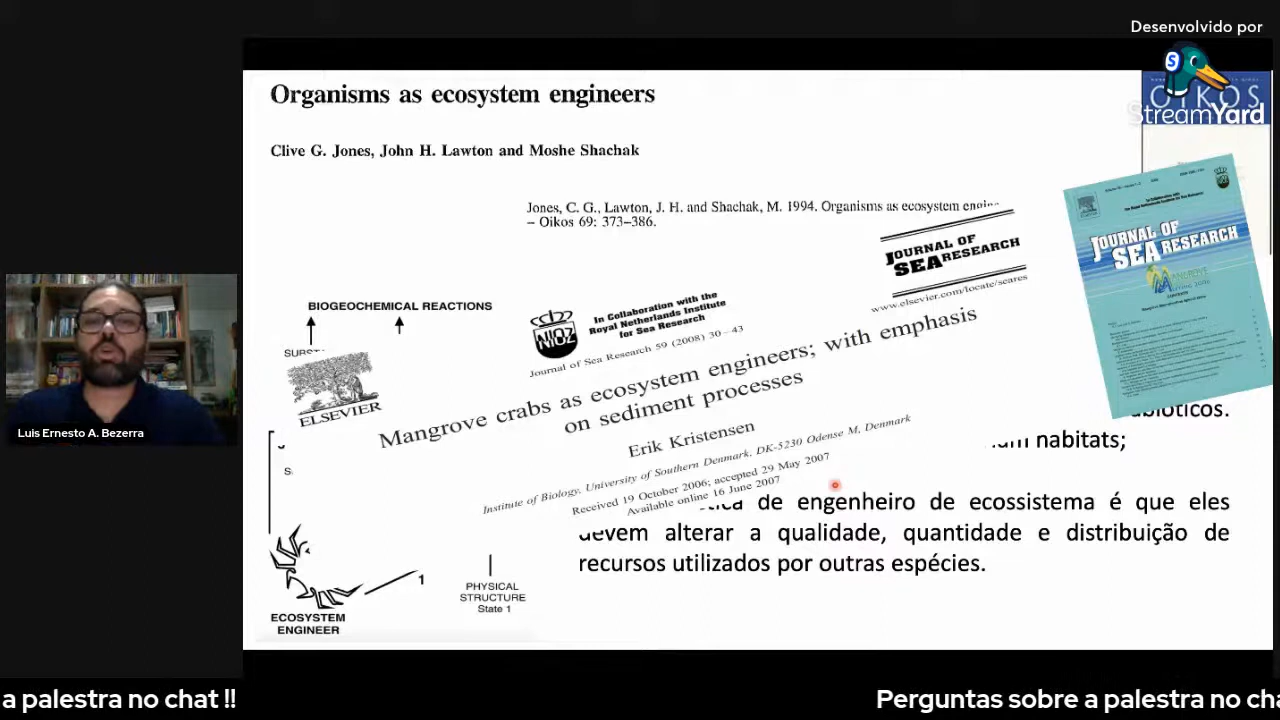 Desenvolvido por
StreamYard
OIKOS
Organisms as ecosystem engineers
Clive G. Jones, John H. Lawton and Moshe Shachak
Jones, C. G., Lawton, J. H. and Shachak, M. 1994. Organisms as ecosystem
– Oikos 69: 373–386.
JOURNAL OF
SEA RESEARCH
www.elsevier.com/locate/seares
JOURNAL OF
SEA RESEARCH
MANGROVE
BIOGEOCHEMICAL REACTIONS
ELSEVIER
NIOZ
In Collaboration with the
Royal Netherlands Institute
for Sea Research
Journal of Sea Research 59 (2008) 30–43
Mangrove crabs as ecosystem engineers; with emphasis
on sediment processes
Erik Kristensen
Institute of Biology, University of Southern Denmark, DK-5230 Odense M, Denmark
Received 19 October 2006; accepted 29 May 2007
Available online 16 June 2007
abióticos.
habitats;
de engenheiro de ecossistema é que eles
devem alterar a qualidade, quantidade e distribuição de
recursos utilizados por outras espécies.
1
PHYSICAL
STRUCTURE
State 1
ECOSYSTEM
ENGINEER
Luis Ernesto A. Bezerra
a palestra no chat !!
Perguntas sobre a palestra no cha